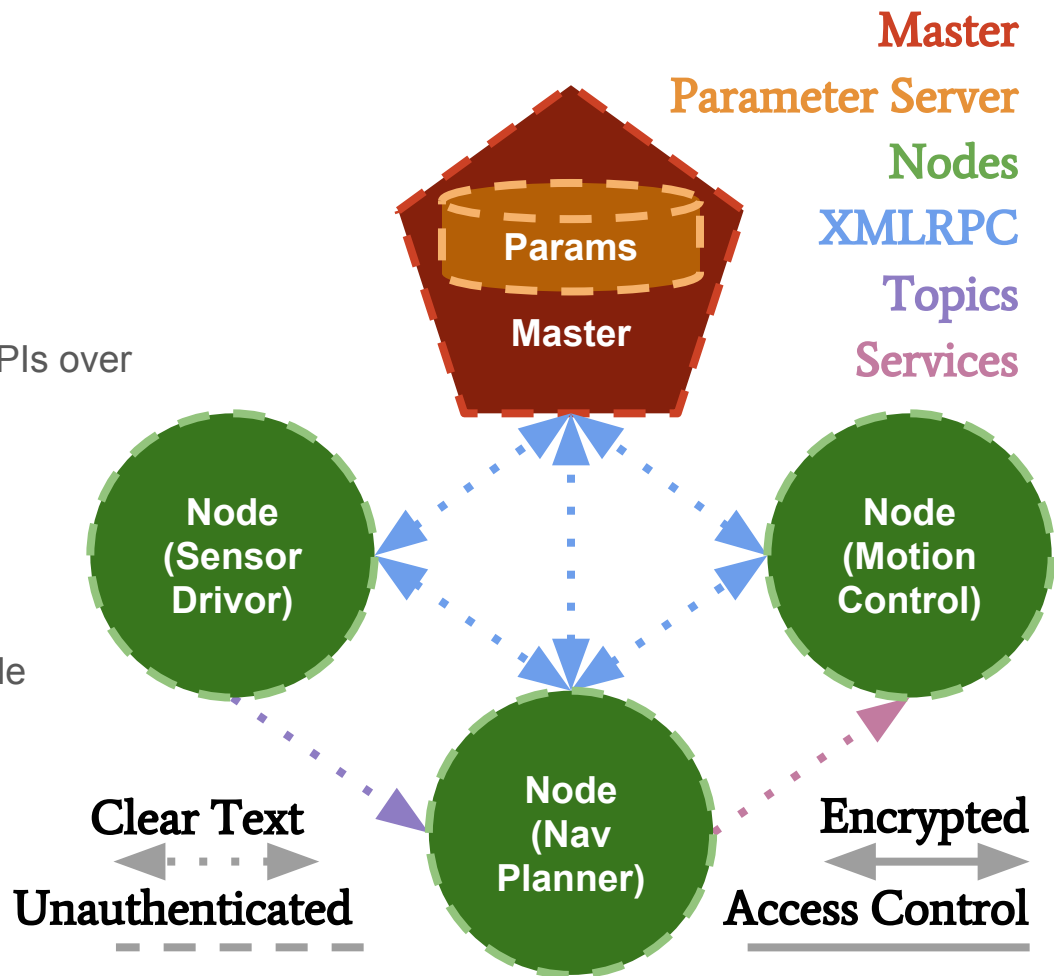 Master
Parameter Server
Nodes
XMLRPC
Topics
Services
Params
Master
PIs over
Node
(Sensor
Drivor)
Node
(Motion
Control)
Node
(Nav
Planner)
Clear Text
Unauthenticated
Encrypted
Access Control